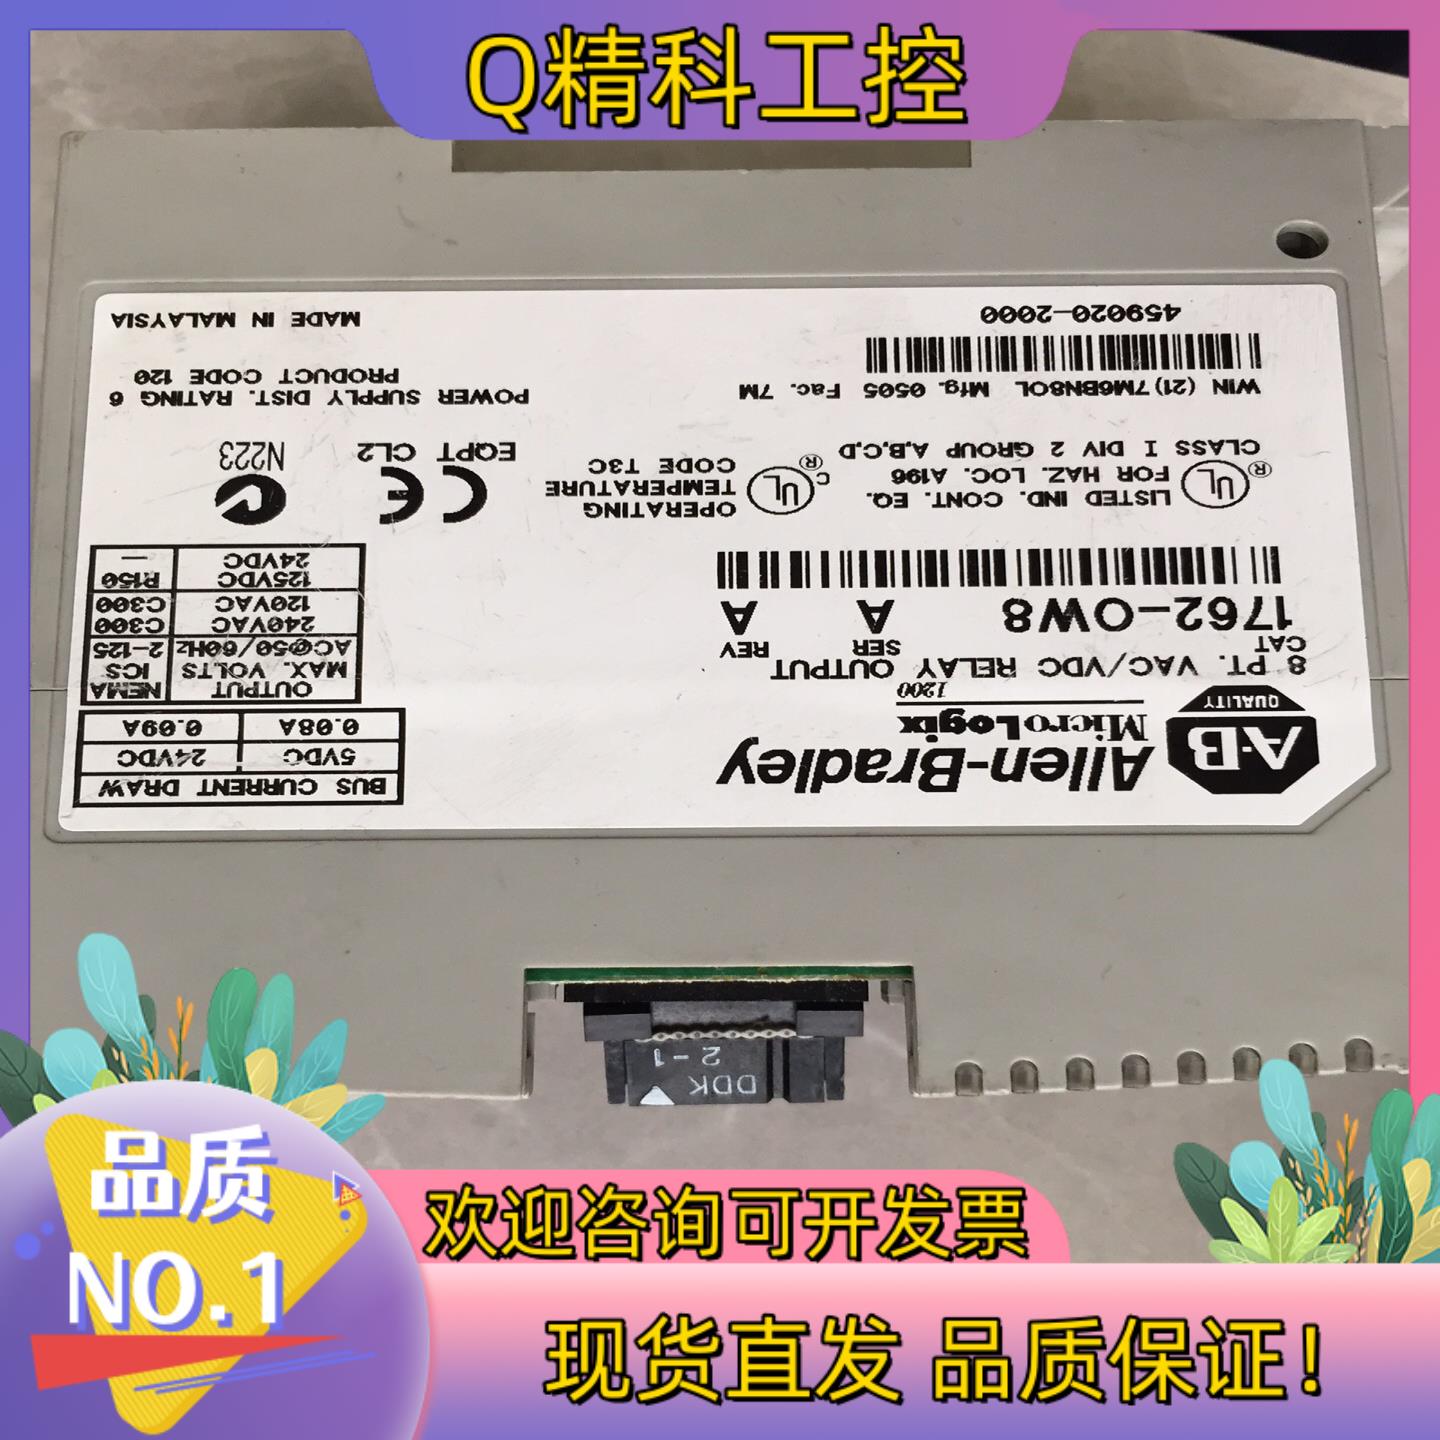 Q精科工控
A-B
QUALITY
Allen-Bradley
MicroLogix
1200
8 PT. VAC/VDC RELAY OUTPUT
CAT
SER
REV
1762-OW8
A
A
UL
®
LISTED IND. CONT. EQ.
FOR HAZ. LOC. A196
CLASS I DIV 2 GROUP A,B,C,D
C
UL
®
OPERATING
TEMPERATURE
CODE T3C
WIN (21)7M6BN8OL Mfg. 0505 Fac. 7M
459020-2000
BUS CURRENT DRAW
5VDC
24VDC
0.08A
0.09A
OUTPUT
MAX. VOLTS
AC@50/60Hz
NEMA
ICS
2-125
240VAC
C300
120VAC
C300
125VDC
R150
24VDC
—
CE
EQPT CL2
N223
POWER SUPPLY DIST. RATING 6
PRODUCT CODE 120
MADE IN MALAYSIA
DDK
2-1
品质
NO.1
欢迎咨询可开发票
现货直发 品质保证!